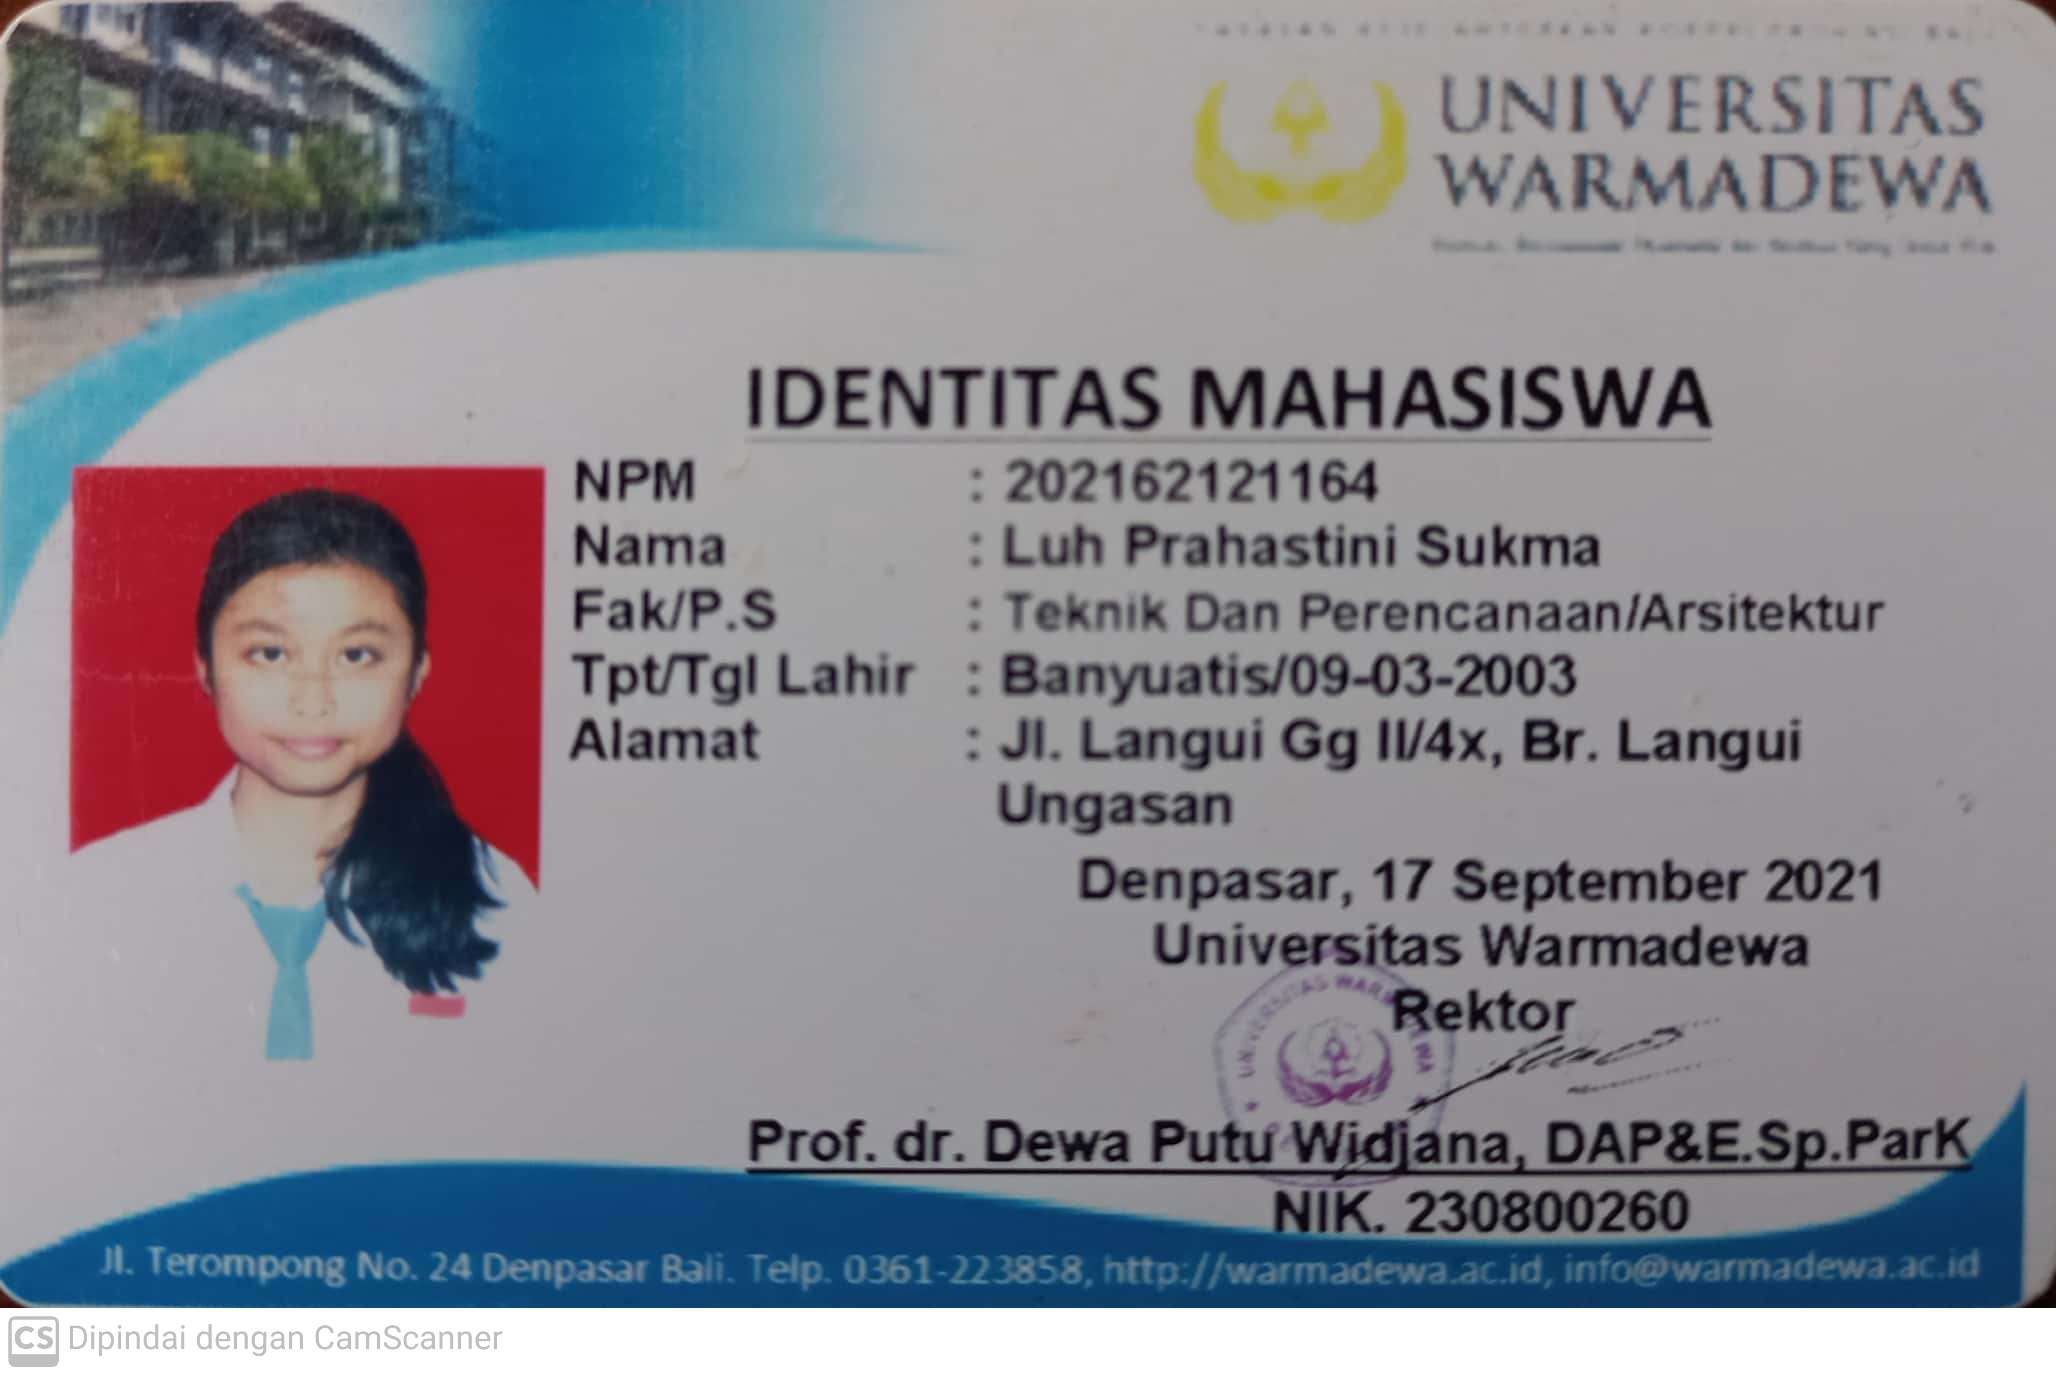 UNIVERSITAS
WARMADEWA
IDENTITAS MAHASISWA
NPM : 202162121164
Nama : Luh Prahastini Sukma
Fak/P.S : Teknik Dan Perencanaan/Arsitektur
Tpt/Tgl Lahir : Banyuatis/09-03-2003
Alamat : Jl. Langui Gg II/4x, Br. Langui
Ungasan
Denpasar, 17 September 2021
Universitas Warmadewa
Rektor
UNIVERSITAS WARMADEWA
Prof. dr. Dewa Putu Widjana, DAP&E.Sp.ParK
NIK. 230800260
Jl. Terompong No. 24 Denpasar Bali. Telp. 0361-223858, http://warmadewa.ac.id, info@warmadewa.ac.id
CS Dipindai dengan CamScanner